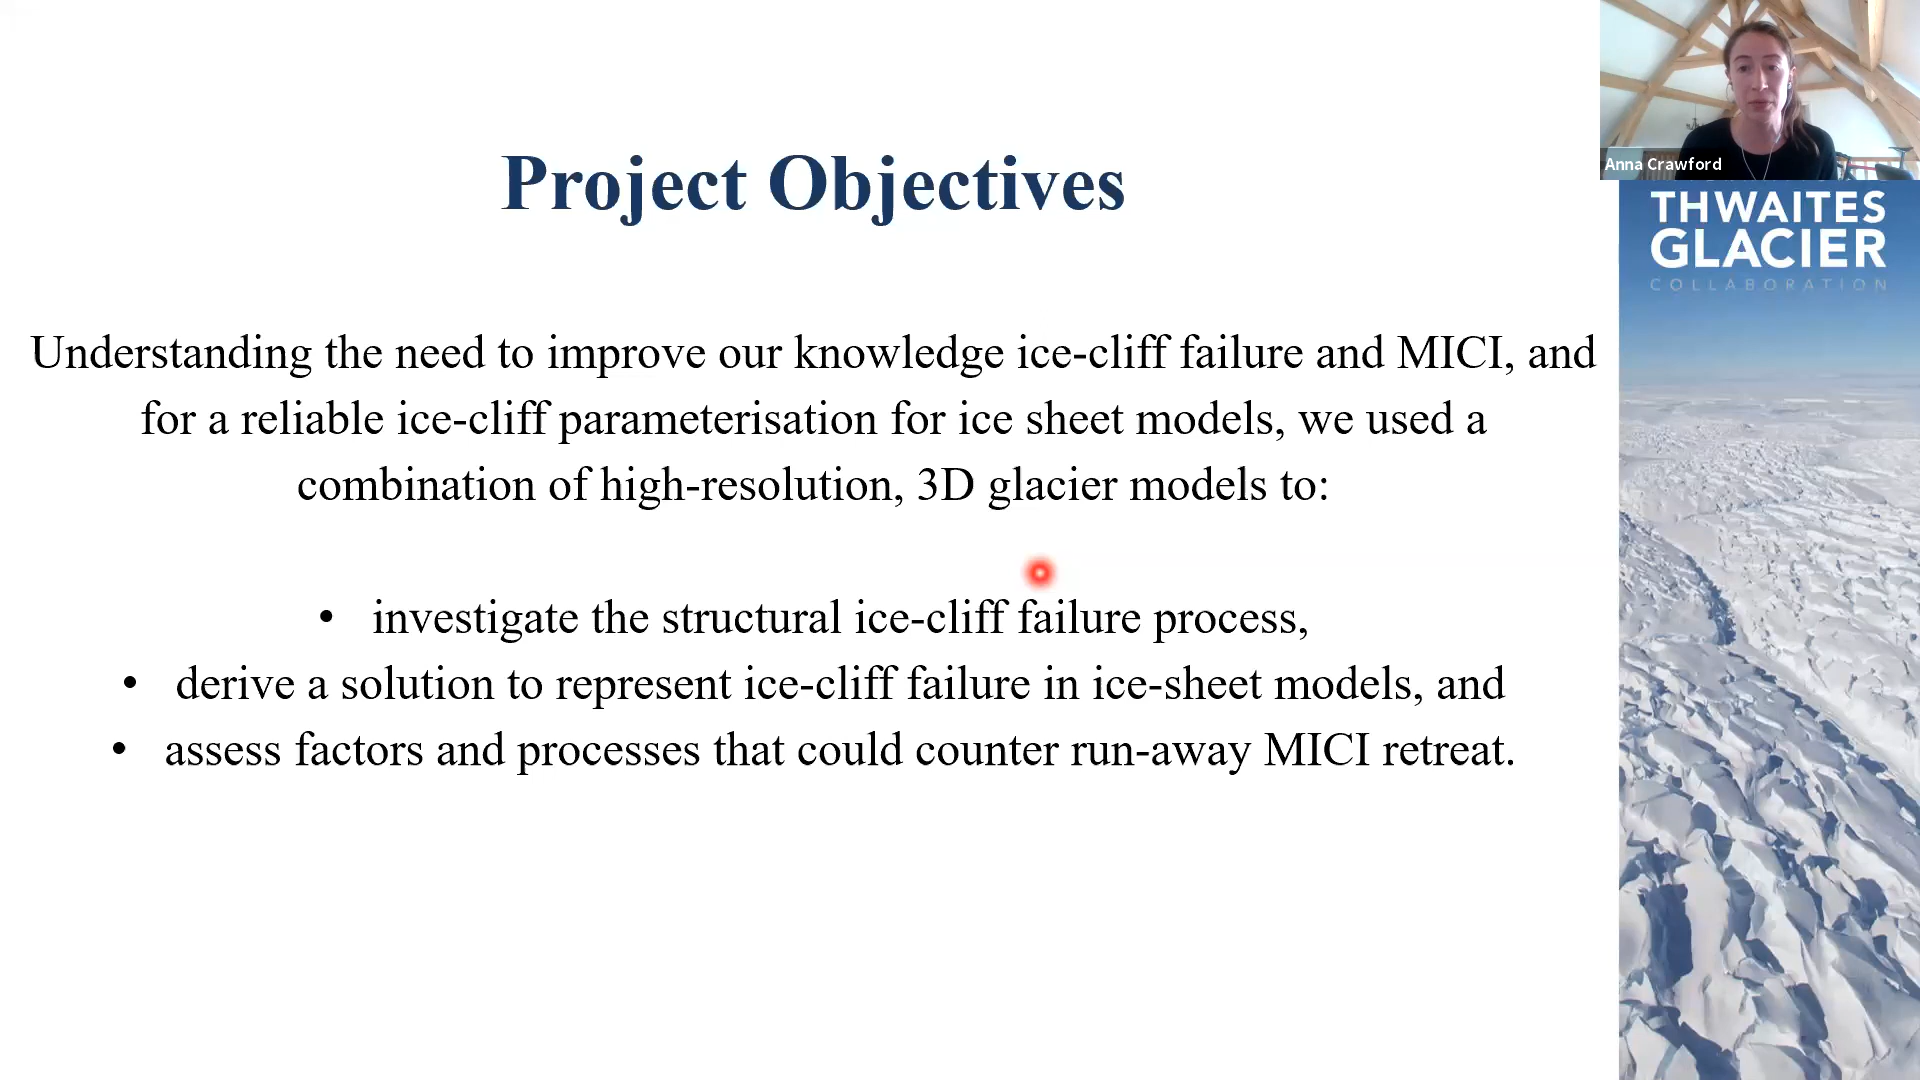 Project Objectives
Understanding the need to improve our knowledge ice-cliff failure and MICI, and
for a reliable ice-cliff parameterisation for ice sheet models, we used a
combination of high-resolution, 3D glacier models to:
• investigate the structural ice-cliff failure process,
• derive a solution to represent ice-cliff failure in ice-sheet models, and
• assess factors and processes that could counter run-away MICI retreat.
Anna Crawford
THWAITES
GLACIER
COLLABORATION